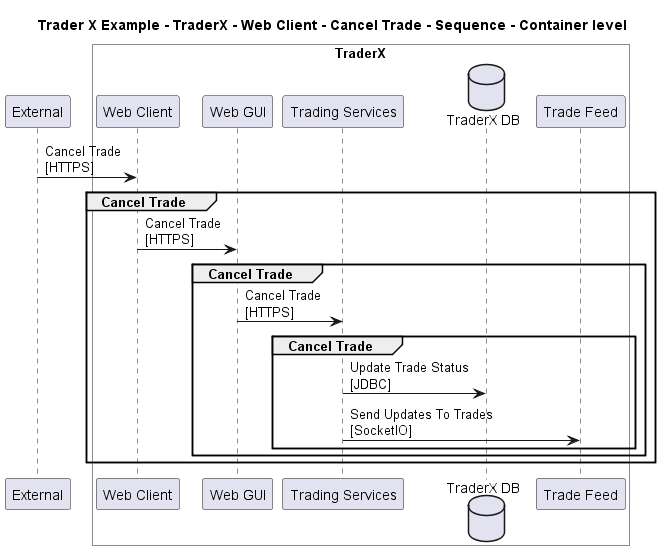 Trader X Example - TraderX - Web Client - Cancel Trade - Sequence - Container level
TraderX
External
Web Client
Web GUI
Trading Services
TraderX DB
Trade Feed
Cancel Trade
[HTTPS]
Cancel Trade
Cancel Trade
[HTTPS]
Cancel Trade
Cancel Trade
[HTTPS]
Cancel Trade
Update Trade Status
[JDBC]
Send Updates To Trades
[SocketIO]
External
Web Client
Web GUI
Trading Services
TraderX DB
Trade Feed